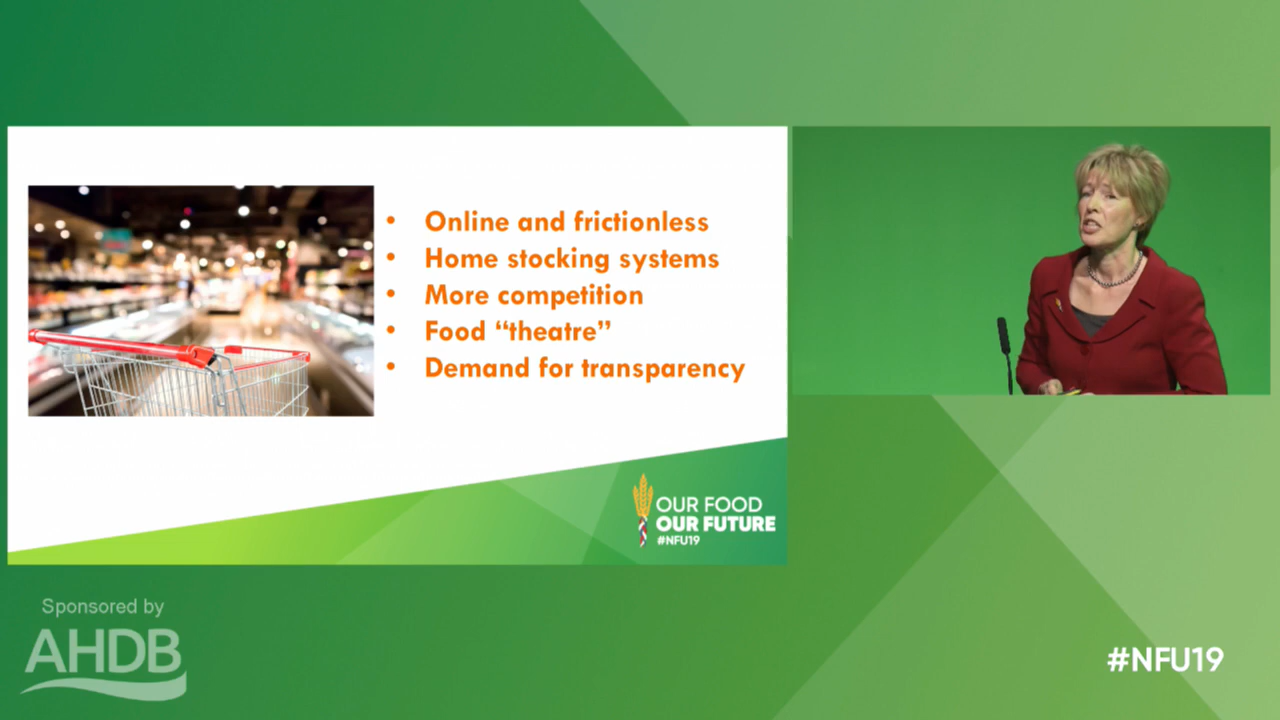 • Online and frictionless
• Home stocking systems
• More competition
• Food “theatre”
• Demand for transparency
OUR FOOD
OUR FUTURE
#NFU19
Sponsored by
AHDB
#NFU19